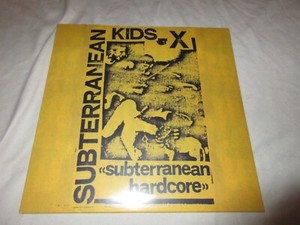 SUBTERRANEAN
KIDS
X
«subterranean
hardcore»